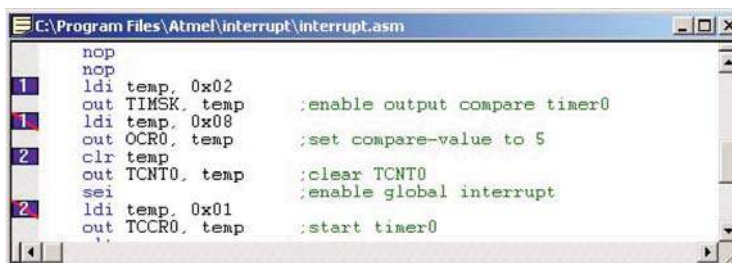 C:\Program Files\Atmel\interrupt\interrupt.asm
nop
nop
1 ldi temp, 0x02
out TIMSK, temp ;enable output compare timer0
1 ldi temp, 0x08
out OCR0, temp ;set compare-value to 5
2 clr temp
out TCNT0, temp ;clear TCNT0
sei ;enable global interrupt
2 ldi temp, 0x01
out TCCR0, temp ;start timer0